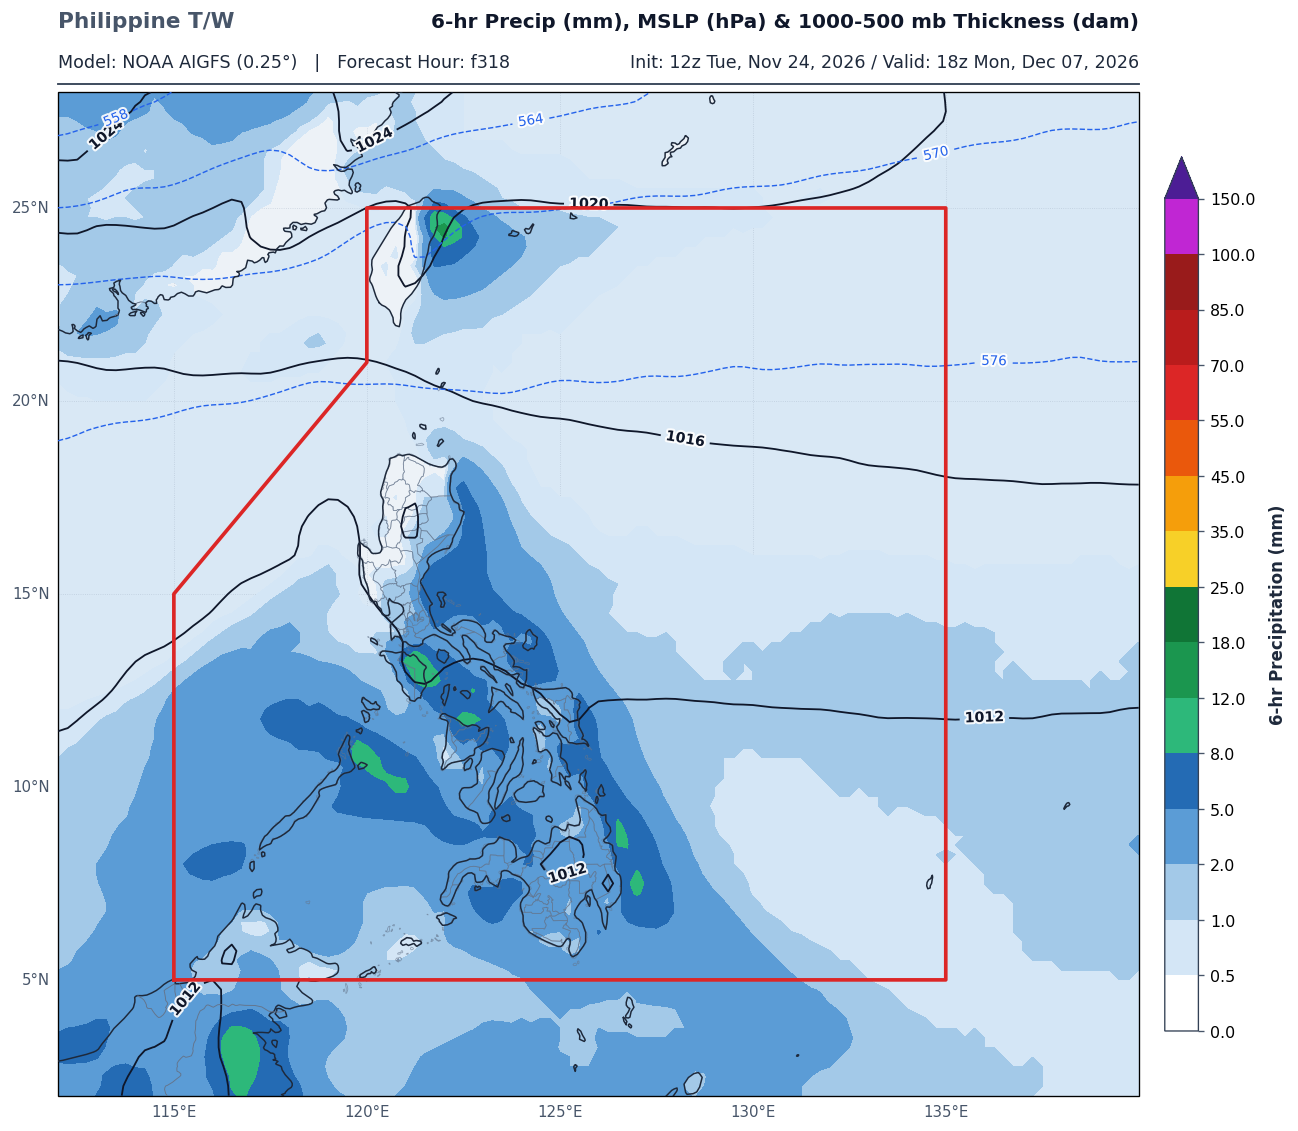 Philippine T/W
6-hr Precip (mm), MSLP (hPa) & 1000-500 mb Thickness (dam)
Model: NOAA AIGFS (0.25°) | Forecast Hour: f318
Init: 12z Tue, Nov 24, 2026 / Valid: 18z Mon, Dec 07, 2026
558
1024
1024
564
570
1020
576
1016
1012
1012
1012
25°N
20°N
15°N
10°N
5°N
115°E
120°E
125°E
130°E
135°E
150.0
100.0
85.0
70.0
55.0
45.0
35.0
25.0
18.0
12.0
8.0
5.0
2.0
1.0
0.5
0.0
6-hr Precipitation (mm)